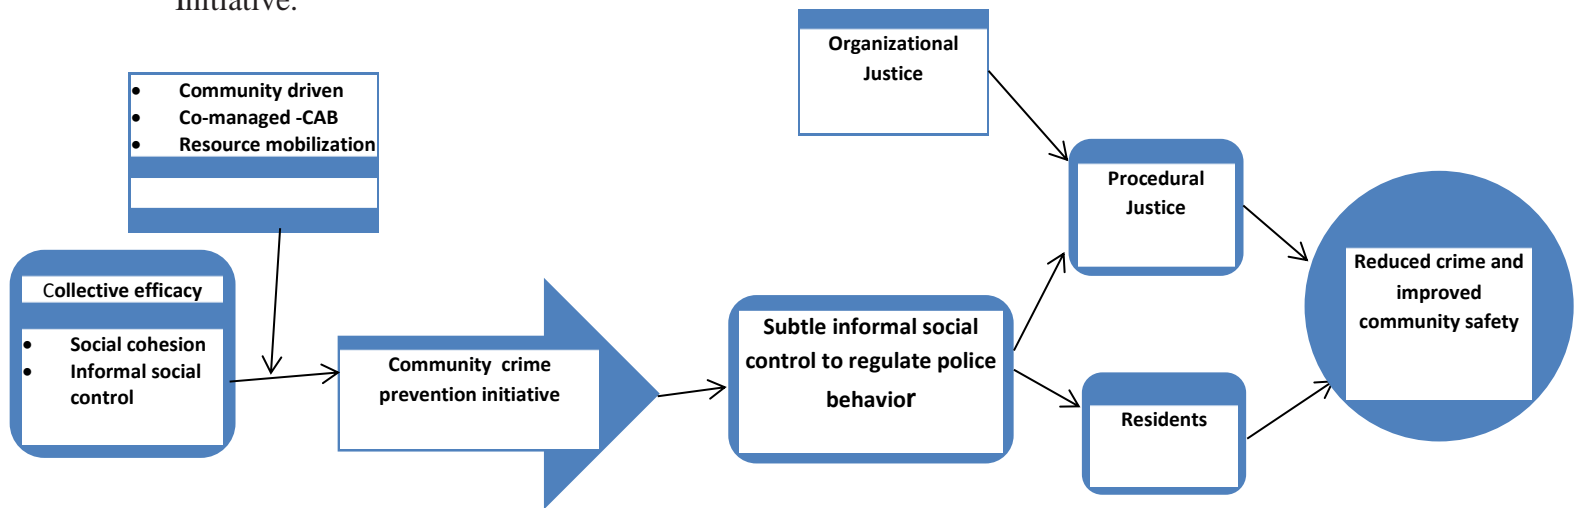 Initiative.
Organizational
Justice
• Community driven
• Co-managed -CAB
• Resource mobilization
Procedural
Justice
Collective efficacy
• Social cohesion
• Informal social
control
Community crime
prevention initiative
Subtle informal social
control to regulate police
behavior
Residents
Reduced crime and
improved
community safety